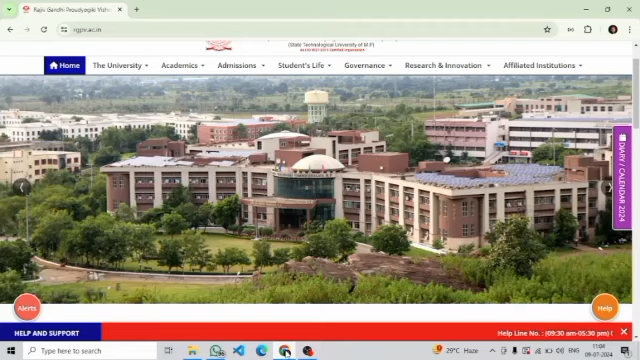 Rajiv Gandhi Proudyogiki Vishw
rgpv.ac.in
(State Technological University of M.P)
Home
The University
Academics
Admissions
Student's Life
Governance
Research & Innovation
Affiliated Institutions
DIARY / CALENDAR 2024
Alerts
Help
HELP AND SUPPORT
Help Line No. : (09:30 am-05:30 pm)
Type here to search
29°C Haze
ENG
11:04
09-07-2024